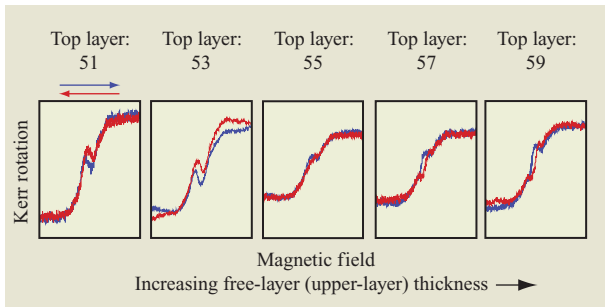 Top layer: Top layer: Top layer: Top layer: Top layer:
51 53 55 57 59
Kerr rotation
Magnetic field
Increasing free-layer (upper-layer) thickness